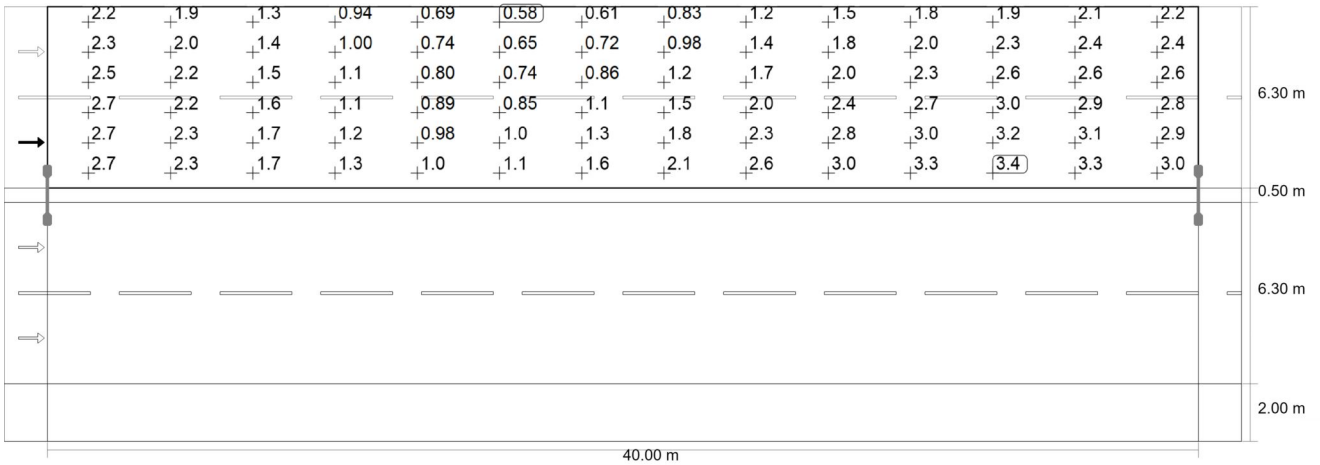 2.2 1.9 1.3 0.94 0.69 0.58 0.61 0.83 1.2 1.5 1.8 1.9 2.1 2.2
2.3 2.0 1.4 1.00 0.74 0.65 0.72 0.98 1.4 1.8 2.0 2.3 2.4 2.4
2.5 2.2 1.5 1.1 0.80 0.74 0.86 1.2 1.7 2.0 2.3 2.6 2.6 2.6
6.30 m
2.7 2.2 1.6 1.1 0.89 0.85 1.1 1.5 2.0 2.4 2.7 3.0 2.9 2.8
2.7 2.3 1.7 1.2 0.98 1.0 1.3 1.8 2.3 2.8 3.0 3.2 3.1 2.9
2.7 2.3 1.7 1.3 1.0 1.1 1.6 2.1 2.6 3.0 3.3 3.4 3.3 3.0
0.50 m
6.30 m
2.00 m
40.00 m